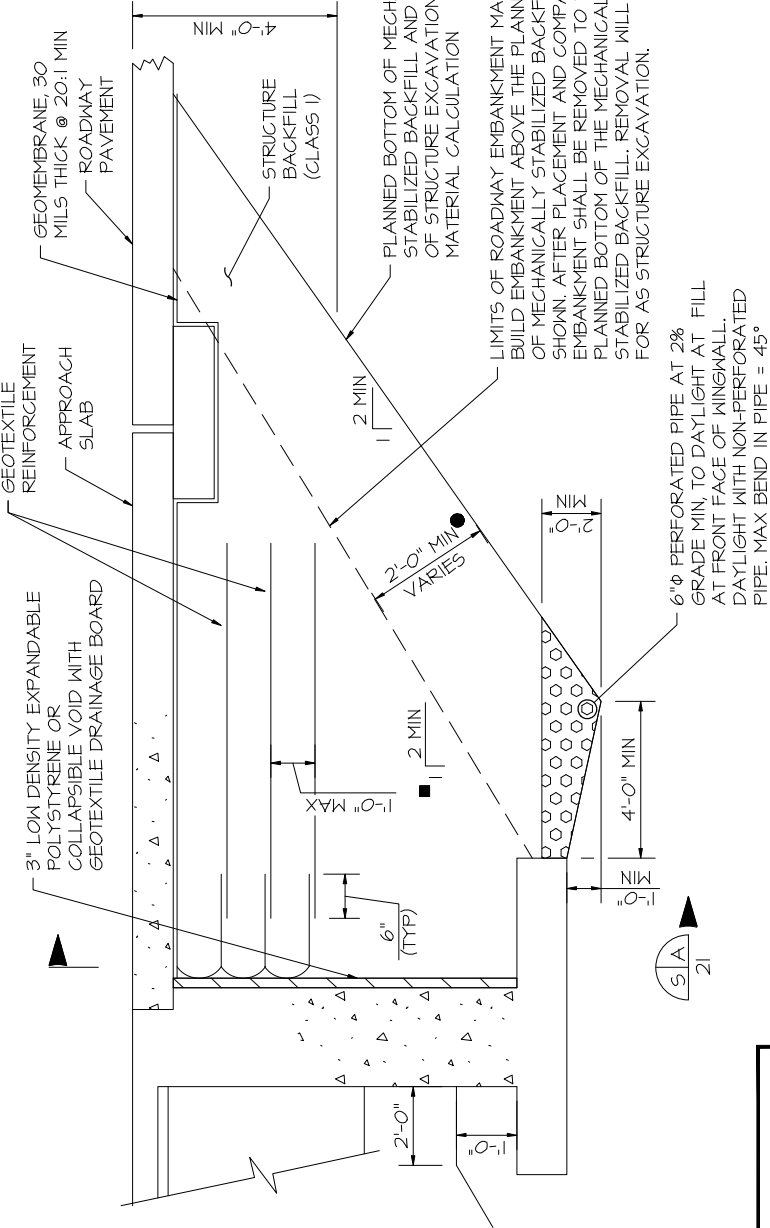 GEOTEXTILE
REINFORCEMENT
APPROACH
SLAB
GEOMEMBRANE, 30
MILS THICK @ 20:1 MIN
ROADWAY
PAVEMENT
4'-0" MIN
3" LOW DENSITY EXPANDABLE
POLYSTYRENE OR
COLLAPSIBLE VOID WITH
GEOTEXTILE DRAINAGE BOARD
STRUCTURE
BACKFILL
(CLASS 1)
PLANNED BOTTOM OF MECH
STABILIZED BACKFILL AND
OF STRUCTURE EXCAVATION
MATERIAL CALCULATION
LIMITS OF ROADWAY EMBANKMENT MA
BUILD EMBANKMENT ABOVE THE PLANN
OF MECHANICALLY STABILIZED BACKF
SHOWN. AFTER PLACEMENT AND COMPA
EMBANKMENT SHALL BE REMOVED TO
PLANNED BOTTOM OF THE MECHANICAL
STABILIZED BACKFILL. REMOVAL WILL
FOR AS STRUCTURE EXCAVATION.
1'-0" MAX
6"
(TYP)
2 MIN
1
2 MIN
1
2'-0" MIN
VARIES
2'-0"
MIN
6"Φ PERFORATED PIPE AT 2%
GRADE MIN, TO DAYLIGHT AT FILL
AT FRONT FACE OF WINGWALL.
DAYLIGHT WITH NON-PERFORATED
PIPE. MAX BEND IN PIPE = 45°
4'-0" MIN
1'-0"
MIN
2'-0"
1'-0"
S A
21